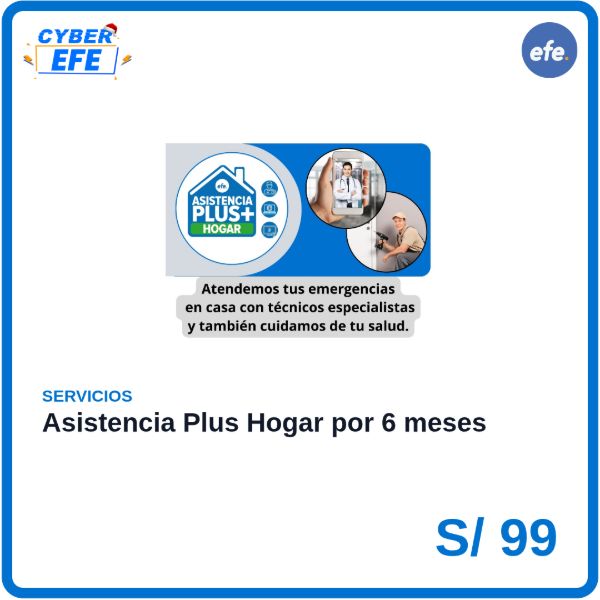 CYBER
EFE
efe.
efe
ASISTENCIA
PLUS+
HOGAR
Atendemos tus emergencias
en casa con técnicos especialistas
y también cuidamos de tu salud.
SERVICIOS
Asistencia Plus Hogar por 6 meses
S/ 99